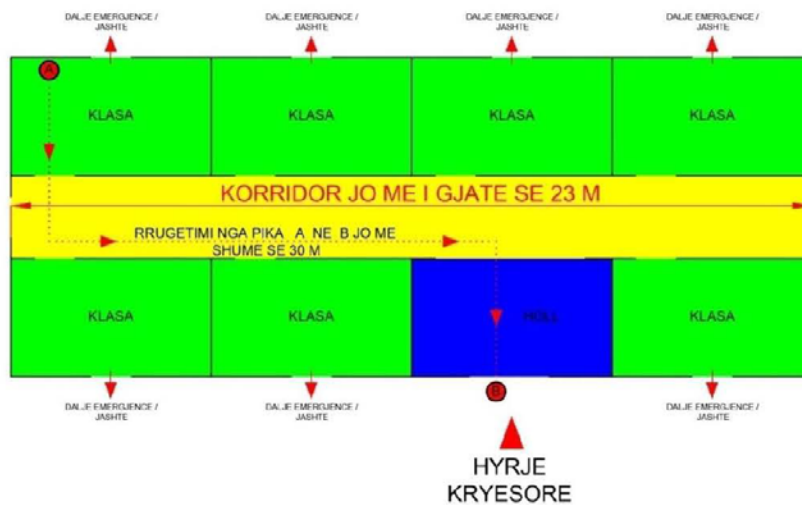 DALJE EMERGJENCE /
JASHTE
DALJE EMERGJENCE /
JASHTE
DALJE EMERGJENCE /
JASHTE
DALJE EMERGJENCE /
JASHTE
A
KLASA
KLASA
KLASA
KLASA
KORRIDOR JO ME I GJATE SE 23 M
RRUGETIMI NGA PIKA A NE B JO ME
SHUME SE 30 M
KLASA
KLASA
HOLL
KLASA
B
DALJE EMERGJENCE /
JASHTE
DALJE EMERGJENCE /
JASHTE
DALJE EMERGJENCE /
JASHTE
HYRJE
KRYESORE